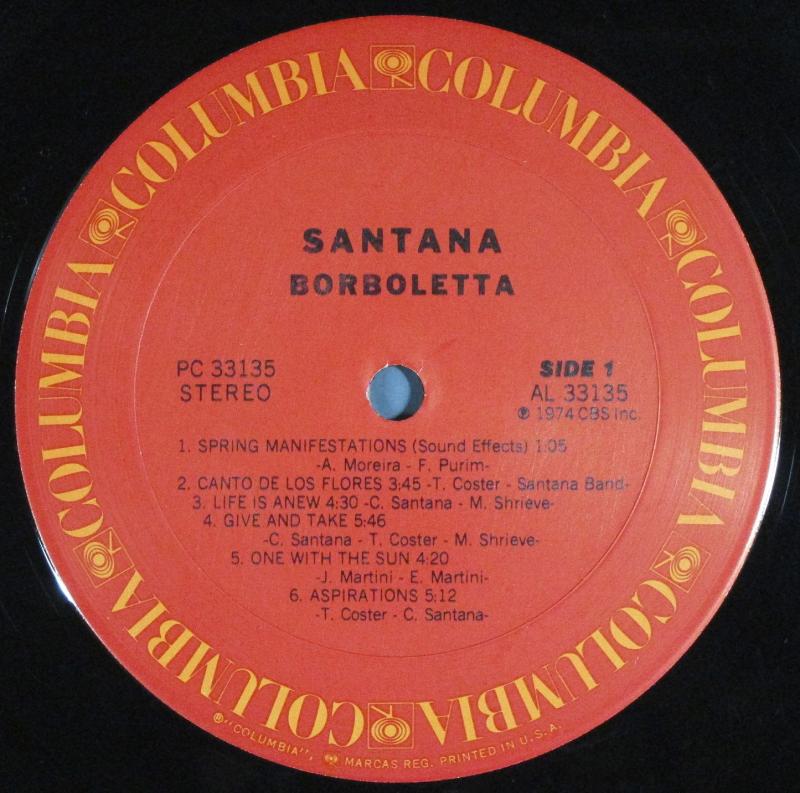 COLUMBIA COLUMBIA COLUMBIA COLUMBIA COLUMBIA COLUMBIA COLUMBIA COLUMBIA
SANTANA
BORBOLETTA
PC 33135
STEREO
SIDE 1
AL 33135
℗ 1974 CBS Inc.
1. SPRING MANIFESTATIONS (Sound Effects) 1:05
-A. Moreira - F. Purim-
2. CANTO DE LOS FLORES 3:45 -T. Coster - Santana Band-
3. LIFE IS ANEW 4:30 -C. Santana - M. Shrieve-
4. GIVE AND TAKE 5:46
-C. Santana - T. Coster - M. Shrieve-
5. ONE WITH THE SUN 4:20
-J. Martini - E. Martini-
6. ASPIRATIONS 5:12
-T. Coster - C. Santana-
®"COLUMBIA", MARCAS REG. PRINTED IN U.S.A.